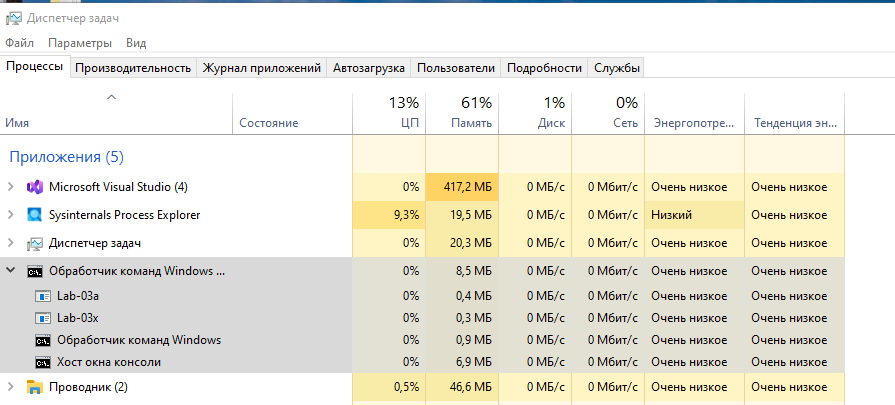 Диспетчер задач
Файл Параметры Вид
Процессы Производительность Журнал приложений Автозагрузка Пользователи Подробности Службы
13% 61% 1% 0%
Имя Состояние ЦП Память Диск Сеть Энергопотре... Тенденция эн...
Приложения (5)
Microsoft Visual Studio (4) 0% 417,2 МБ 0 МБ/с 0 Мбит/с Очень низкое Очень низкое
Sysinternals Process Explorer 9,3% 19,5 МБ 0 МБ/с 0 Мбит/с Низкий Очень низкое
Диспетчер задач 0% 20,3 МБ 0 МБ/с 0 Мбит/с Очень низкое Очень низкое
Обработчик команд Windows ... 0% 8,5 МБ 0 МБ/с 0 Мбит/с Очень низкое Очень низкое
Lab-03a 0% 0,4 МБ 0 МБ/с 0 Мбит/с Очень низкое Очень низкое
Lab-03x 0% 0,3 МБ 0 МБ/с 0 Мбит/с Очень низкое Очень низкое
Обработчик команд Windows 0% 0,9 МБ 0 МБ/с 0 Мбит/с Очень низкое Очень низкое
Хост окна консоли 0% 6,9 МБ 0 МБ/с 0 Мбит/с Очень низкое Очень низкое
Проводник (2) 0,5% 46,6 МБ 0 МБ/с 0 Мбит/с Очень низкое Очень низкое